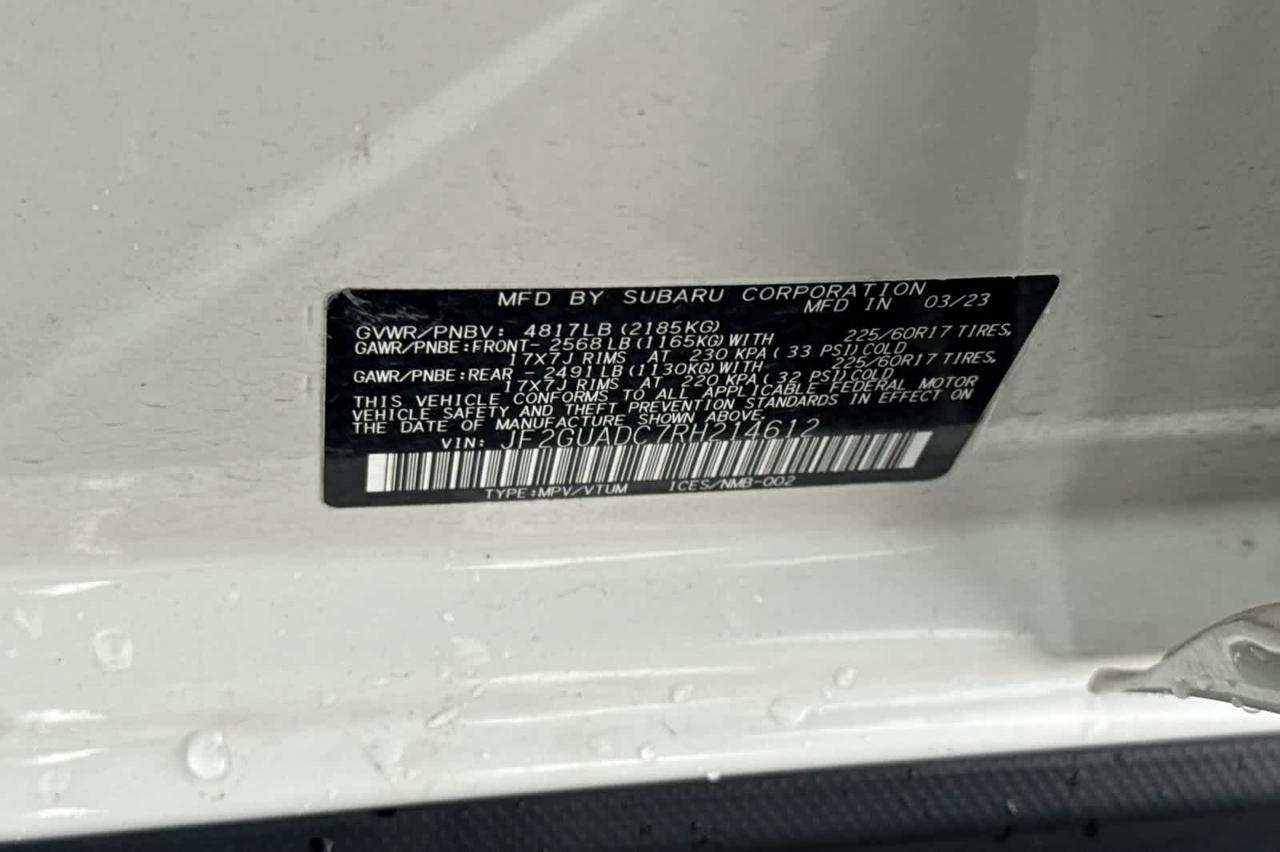 MFD BY SUBARU CORPORATION
MFD IN 03/23
GVWR/PNBV: 4817LB (2185KG)
GAWR/PNBE:FRONT- 2568LB (1165KG) WITH 225/60R17 TIRES,
17X7J RIMS AT 230 KPA ( 33 PSI) COLD
GAWR/PNBE:REAR - 2491LB (1130KG) WITH 225/60R17 TIRES,
17X7J RIMS AT 220 KPA ( 32 PSI) COLD
THIS VEHICLE CONFORMS TO ALL APPLICABLE FEDERAL MOTOR
VEHICLE SAFETY AND THEFT PREVENTION STANDARDS IN EFFECT ON
THE DATE OF MANUFACTURE SHOWN ABOVE.
VIN: JF2GUADC7RH214612
TYPE:MPV/VTUM ICES/NMB-002